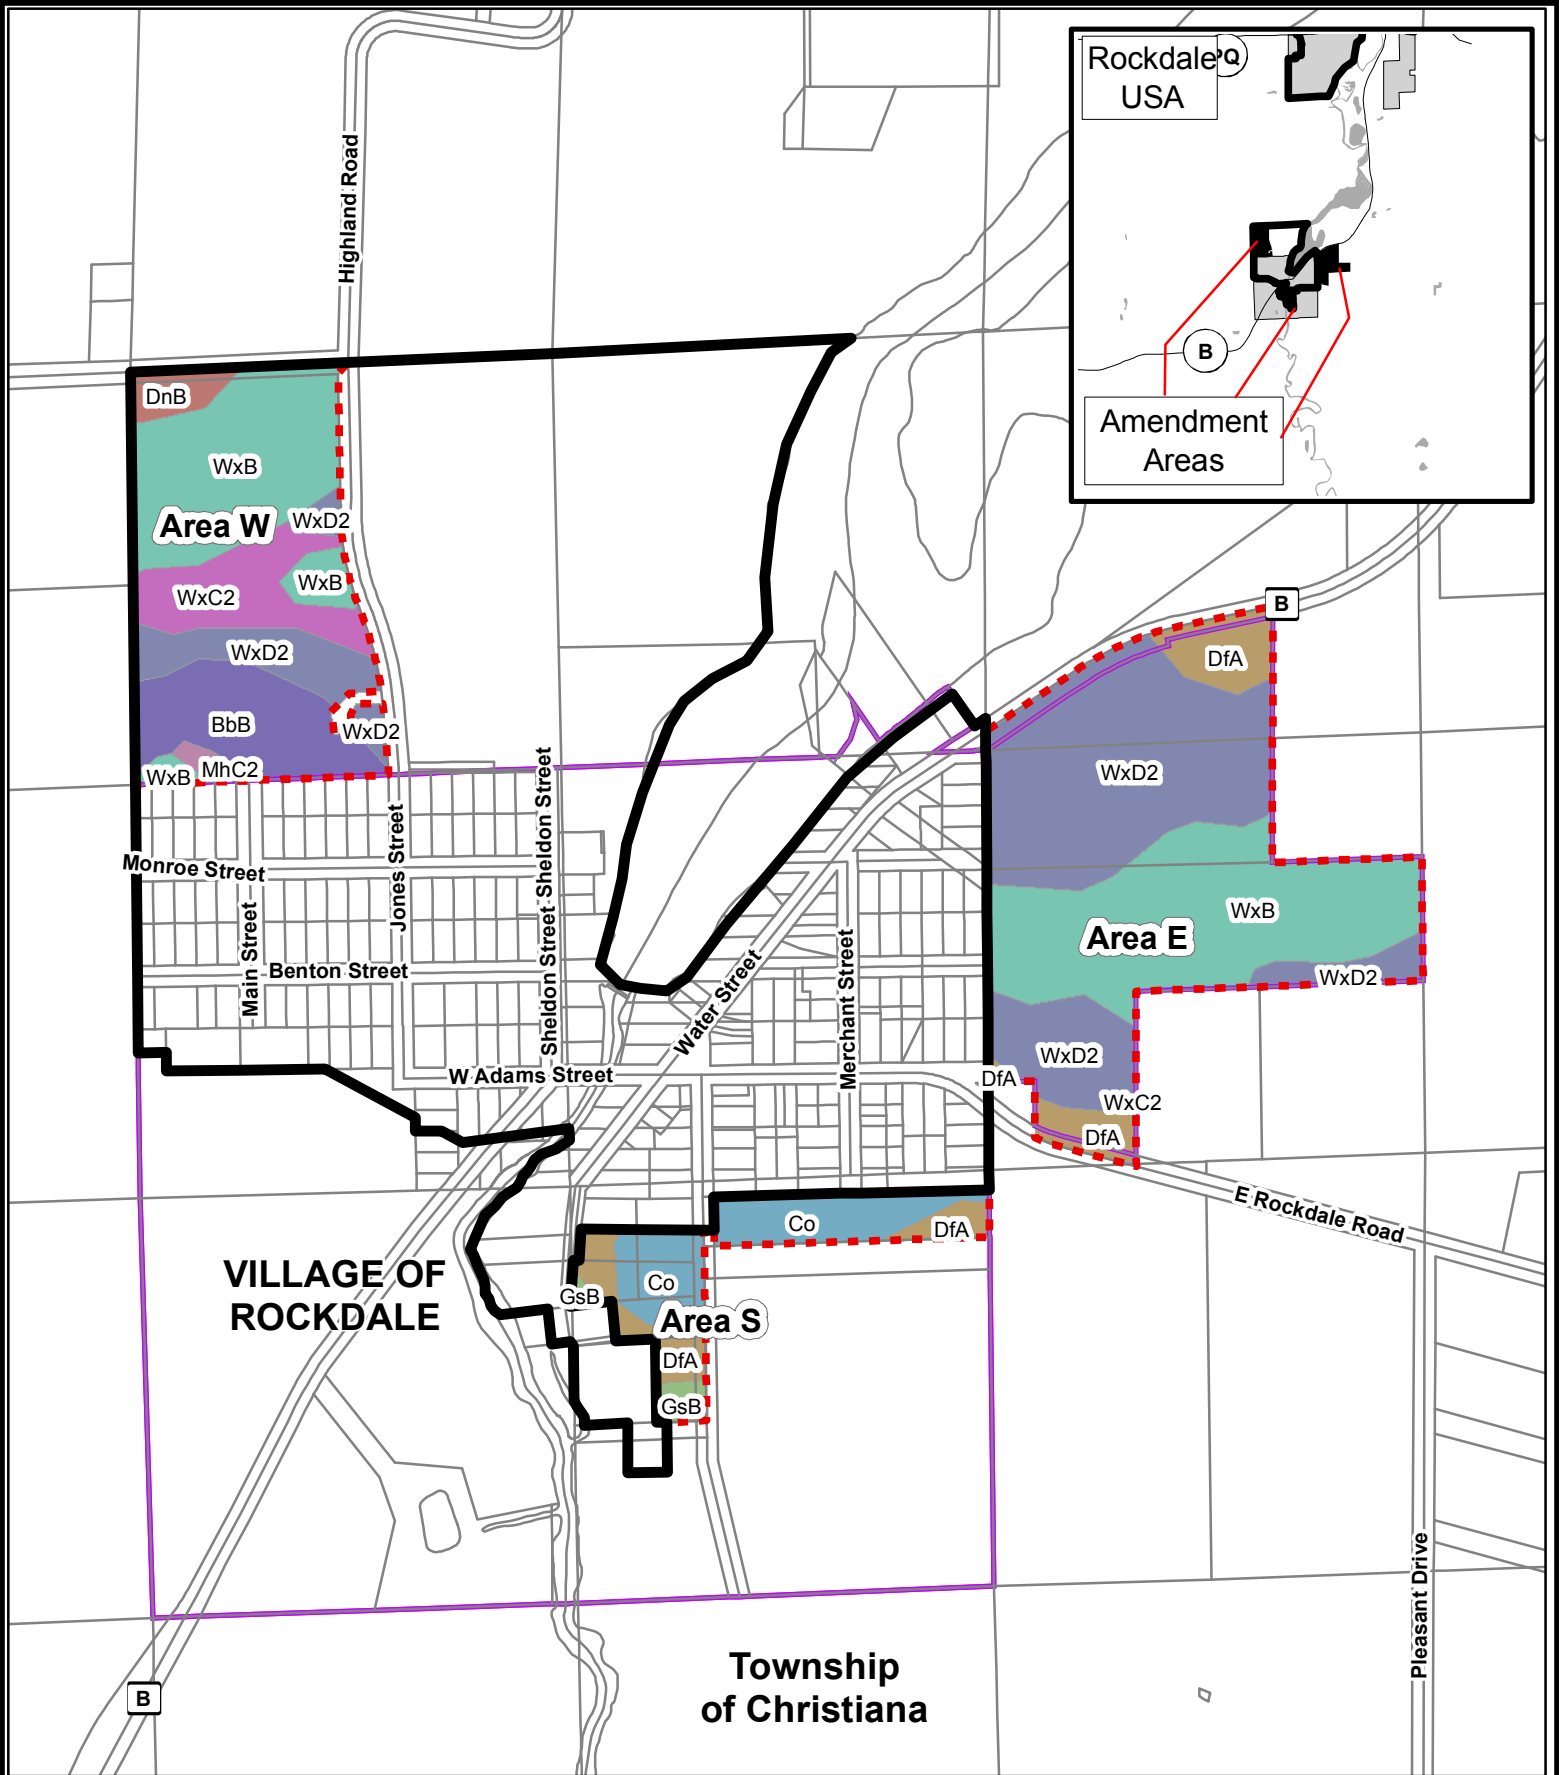 Rockdale
USA
PQ
B
Amendment
Areas
Highland Road
DnB
WxB
Area W
WxD2
WxB
WxC2
WxD2
BbB
WxD2
MhC2
WxB
B
DfA
WxD2
WxB
Area E
WxD2
WxD2
DfA
WxC2
DfA
Monroe Street
Main Street
Jones Street
Sheldon Street
Sheldon Street
Benton Street
Water Street
Merchant Street
W Adams Street
E Rockdale Road
Co
DfA
GsB
Co
Area S
DfA
GsB
VILLAGE OF
ROCKDALE
Pleasant Drive
Township
of Christiana
B